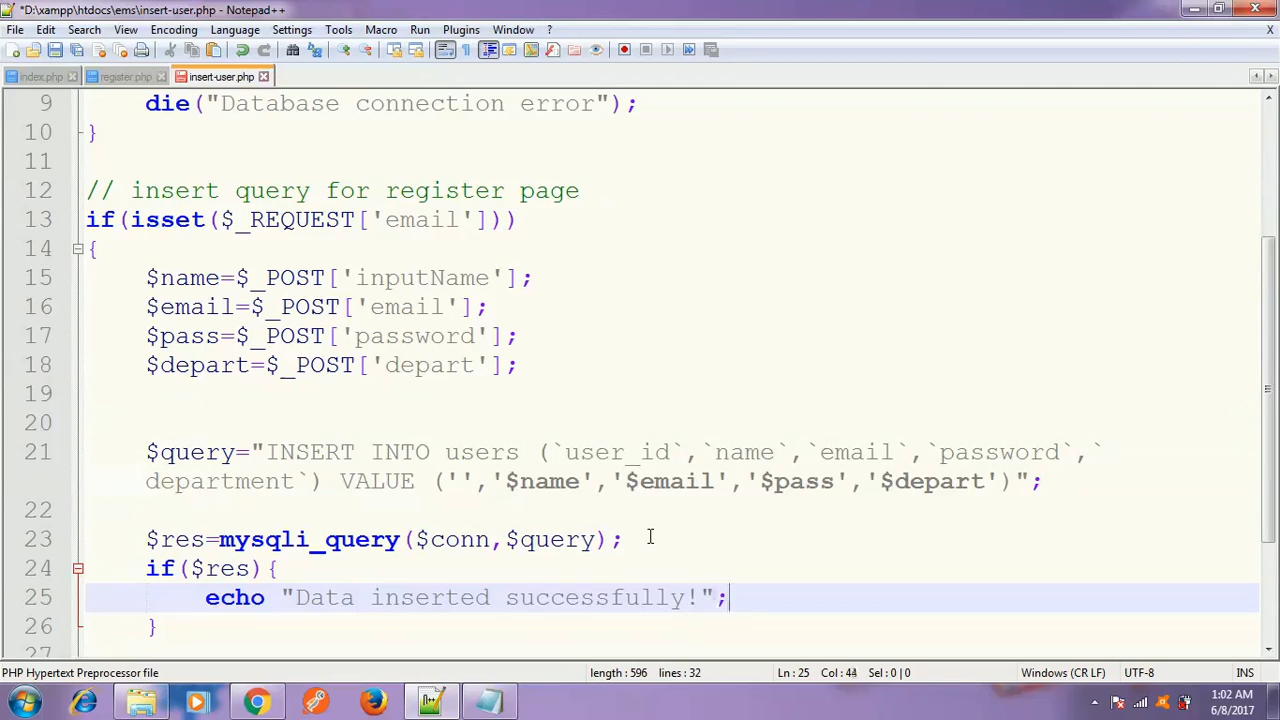 *D:\xampp\htdocs\ems\insert-user.php - Notepad++
File Edit Search View Encoding Language Settings Tools Macro Run Plugins Window ?
index.php register.php insert-user.php
9 die("Database connection error");
10 }
11
12 // insert query for register page
13 if(isset($_REQUEST['email']))
14 {
15 $name=$_POST['inputName'];
16 $email=$_POST['email'];
17 $pass=$_POST['password'];
18 $depart=$_POST['depart'];
19
20
21 $query="INSERT INTO users (`user_id`,`name`,`email`,`password`,`
department`) VALUE ('','$name','$email','$pass','$depart')";
22
23 $res=mysqli_query($conn,$query);
24 if($res){
25 echo "Data inserted successfully!";
26 }
27
PHP Hypertext Preprocessor file length : 596 lines : 32 Ln : 25 Col : 44 Sel : 0 | 0 Windows (CR LF) UTF-8 INS
1:02 AM
6/8/2017